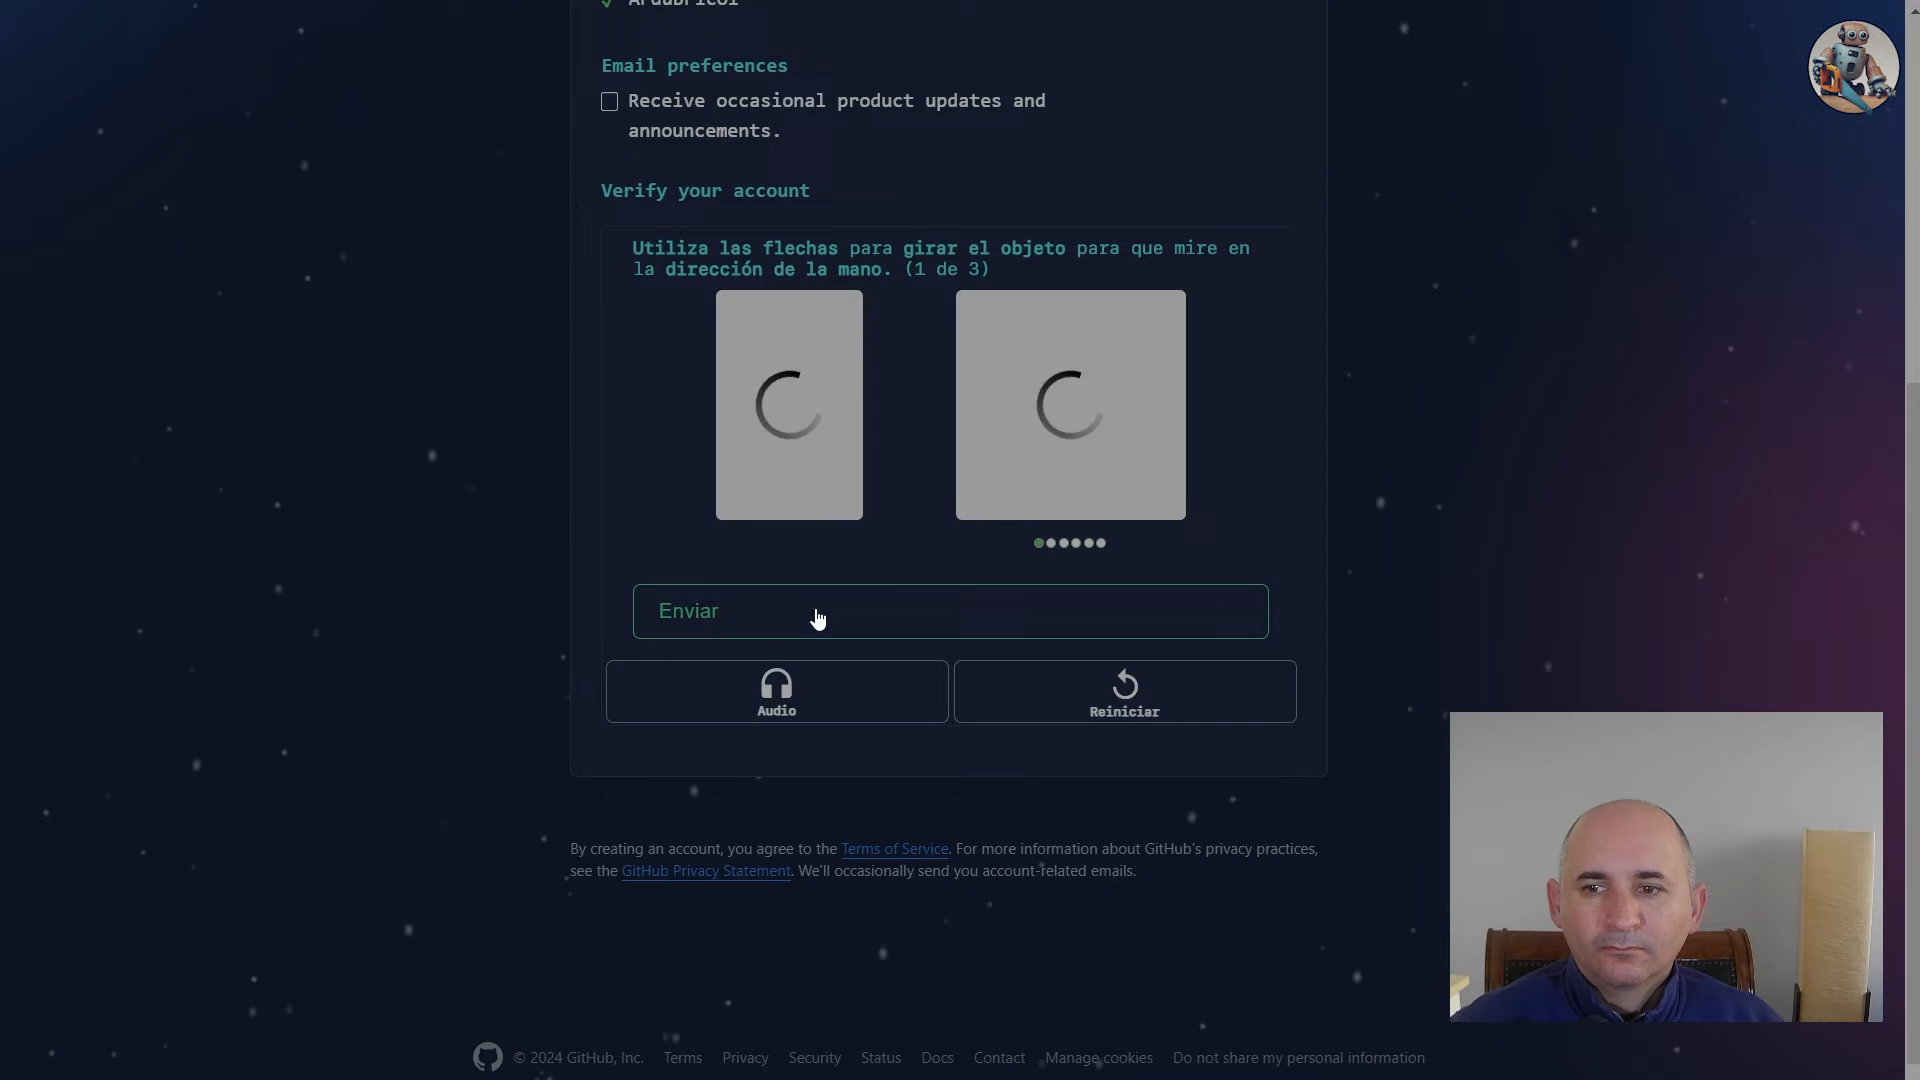 ArduBricol
Email preferences
Receive occasional product updates and
announcements.
Verify your account
Utiliza las flechas para girar el objeto para que mire en
la dirección de la mano. (1 de 3)
Enviar
Audio
Reiniciar
By creating an account, you agree to the Terms of Service. For more information about GitHub's privacy practices,
see the GitHub Privacy Statement. We'll occasionally send you account-related emails.
© 2024 GitHub, Inc. Terms Privacy Security Status Docs Contact Manage cookies Do not share my personal information